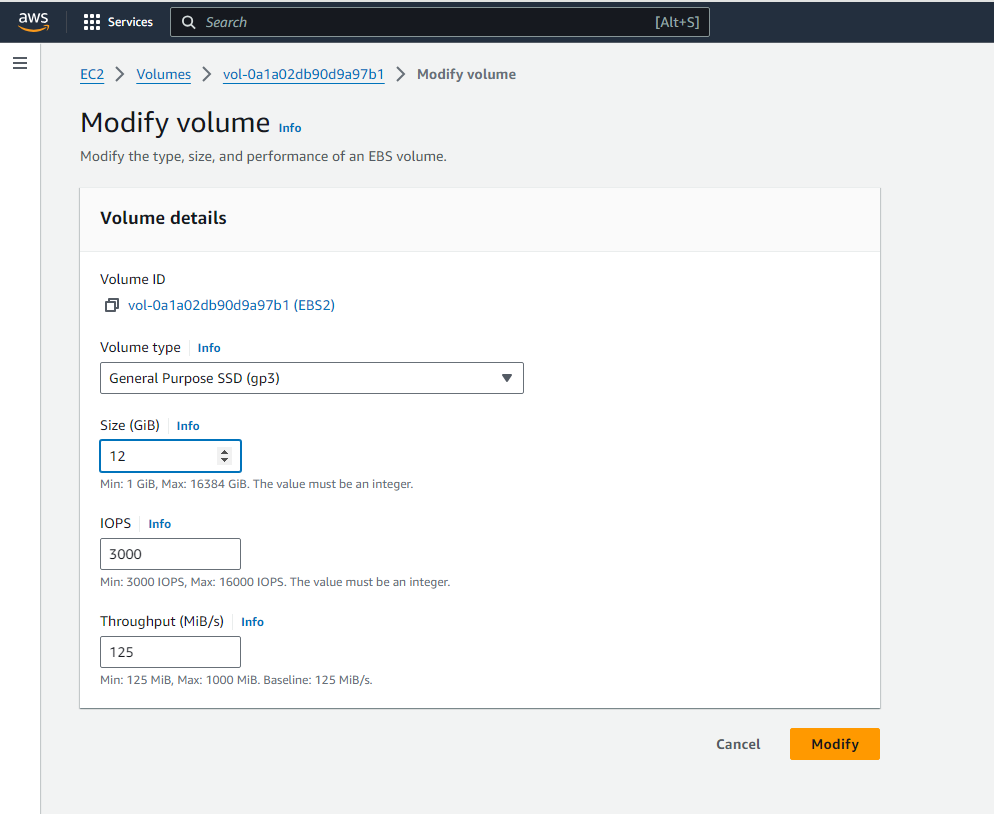 aws Services Search [Alt+S]
EC2 Volumes vol-0a1a02db90d9a97b1 Modify volume
Modify volume Info
Modify the type, size, and performance of an EBS volume.
Volume details
Volume ID
vol-0a1a02db90d9a97b1 (EBS2)
Volume type Info
General Purpose SSD (gp3)
Size (GiB) Info
12
Min: 1 GiB, Max: 16384 GiB. The value must be an integer.
IOPS Info
3000
Min: 3000 IOPS, Max: 16000 IOPS. The value must be an integer.
Throughput (MiB/s) Info
125
Min: 125 MiB, Max: 1000 MiB. Baseline: 125 MiB/s.
Cancel Modify